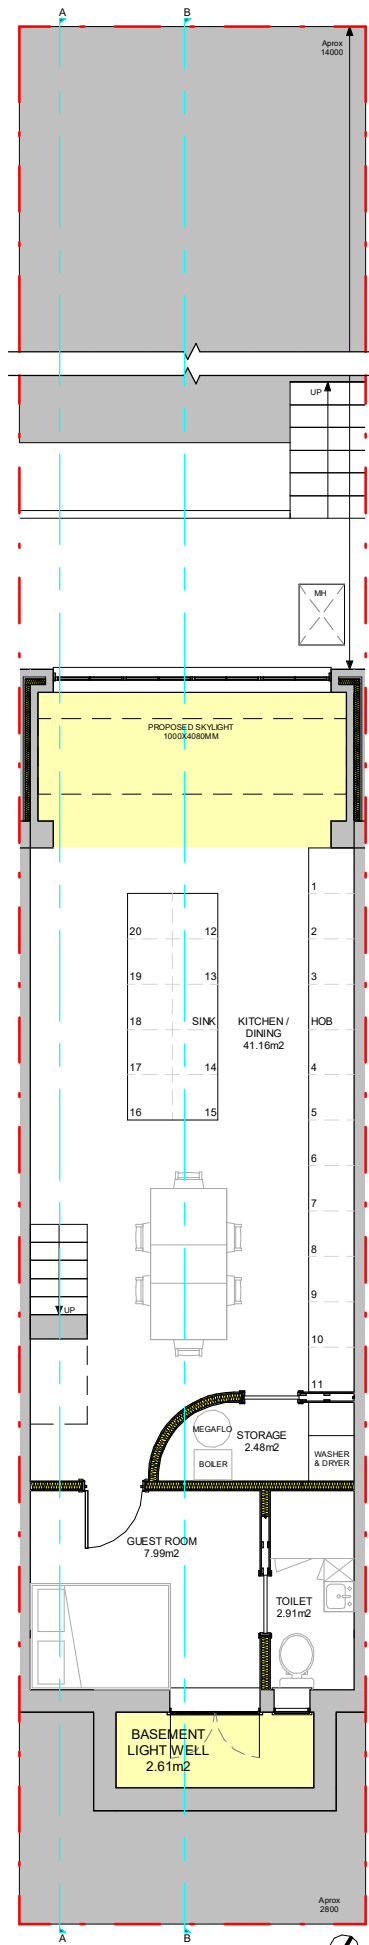 A B
Aprox
14000
UP
MH
PROPOSED SKYLIGHT
1000X4080MM
1
20 12 2
19 13 3
18 SINK KITCHEN / HOB
DINING
41.16m2
17 14 4
16 15 5
6
7
8
9
UP
10
11
MEGAFLO STORAGE
2.48m2
BOILER WASHER
& DRYER
GUEST ROOM
7.99m2
TOILET
2.91m2
BASEMENT
LIGHT WELL
2.61m2
Aprox
2800
A B